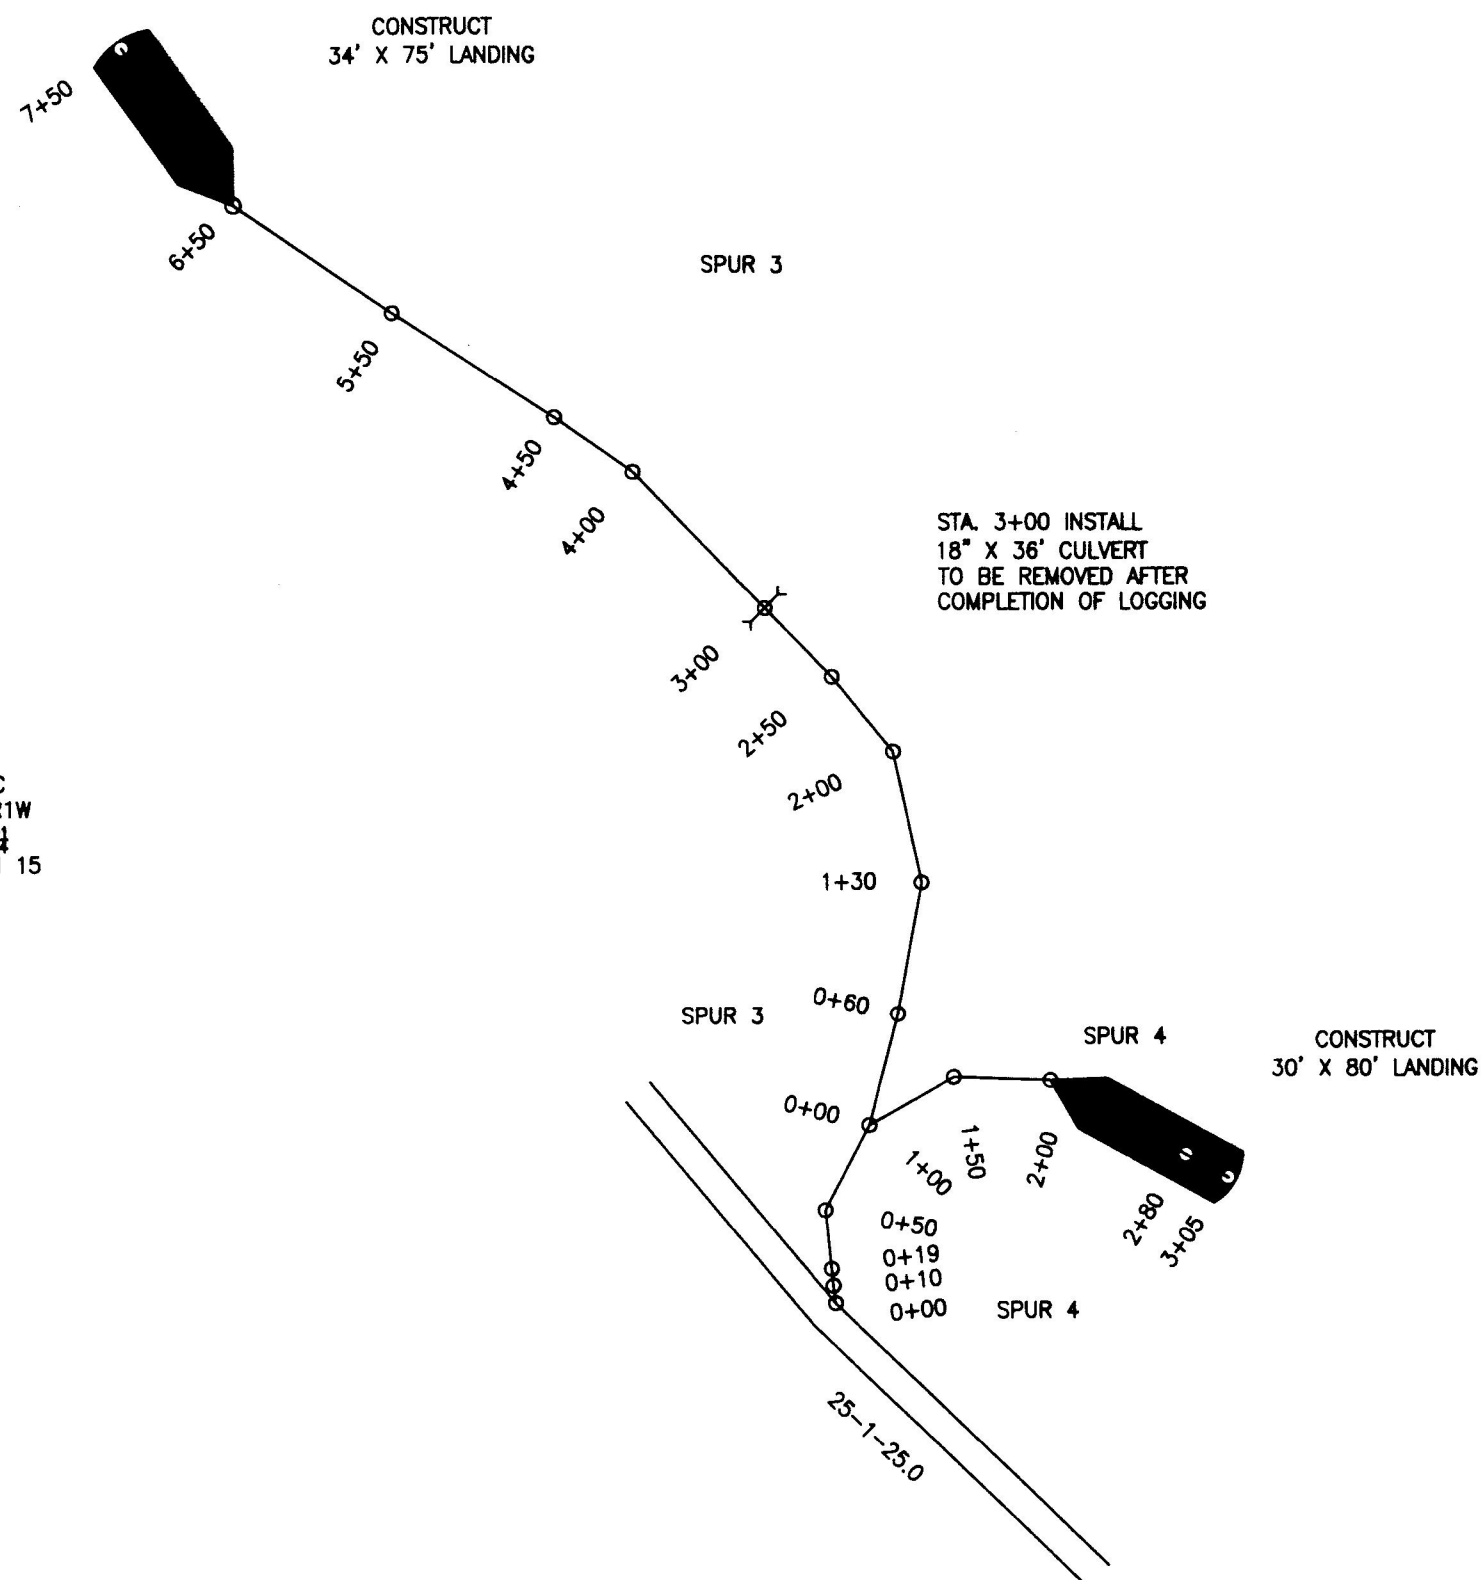 CONSTRUCT
34' X 75' LANDING
7+50
6+50
SPUR 3
5+50
4+50
4+00
STA. 3+00 INSTALL
18" X 36' CULVERT
TO BE REMOVED AFTER
COMPLETION OF LOGGING
3+00
2+50
2+00
15
1+30
0+60
SPUR 3
SPUR 4
CONSTRUCT
30' X 80' LANDING
0+00
1+00
1+50
2+00
2+80
3+05
0+50
0+19
0+10
0+00
SPUR 4
25-1-25.0